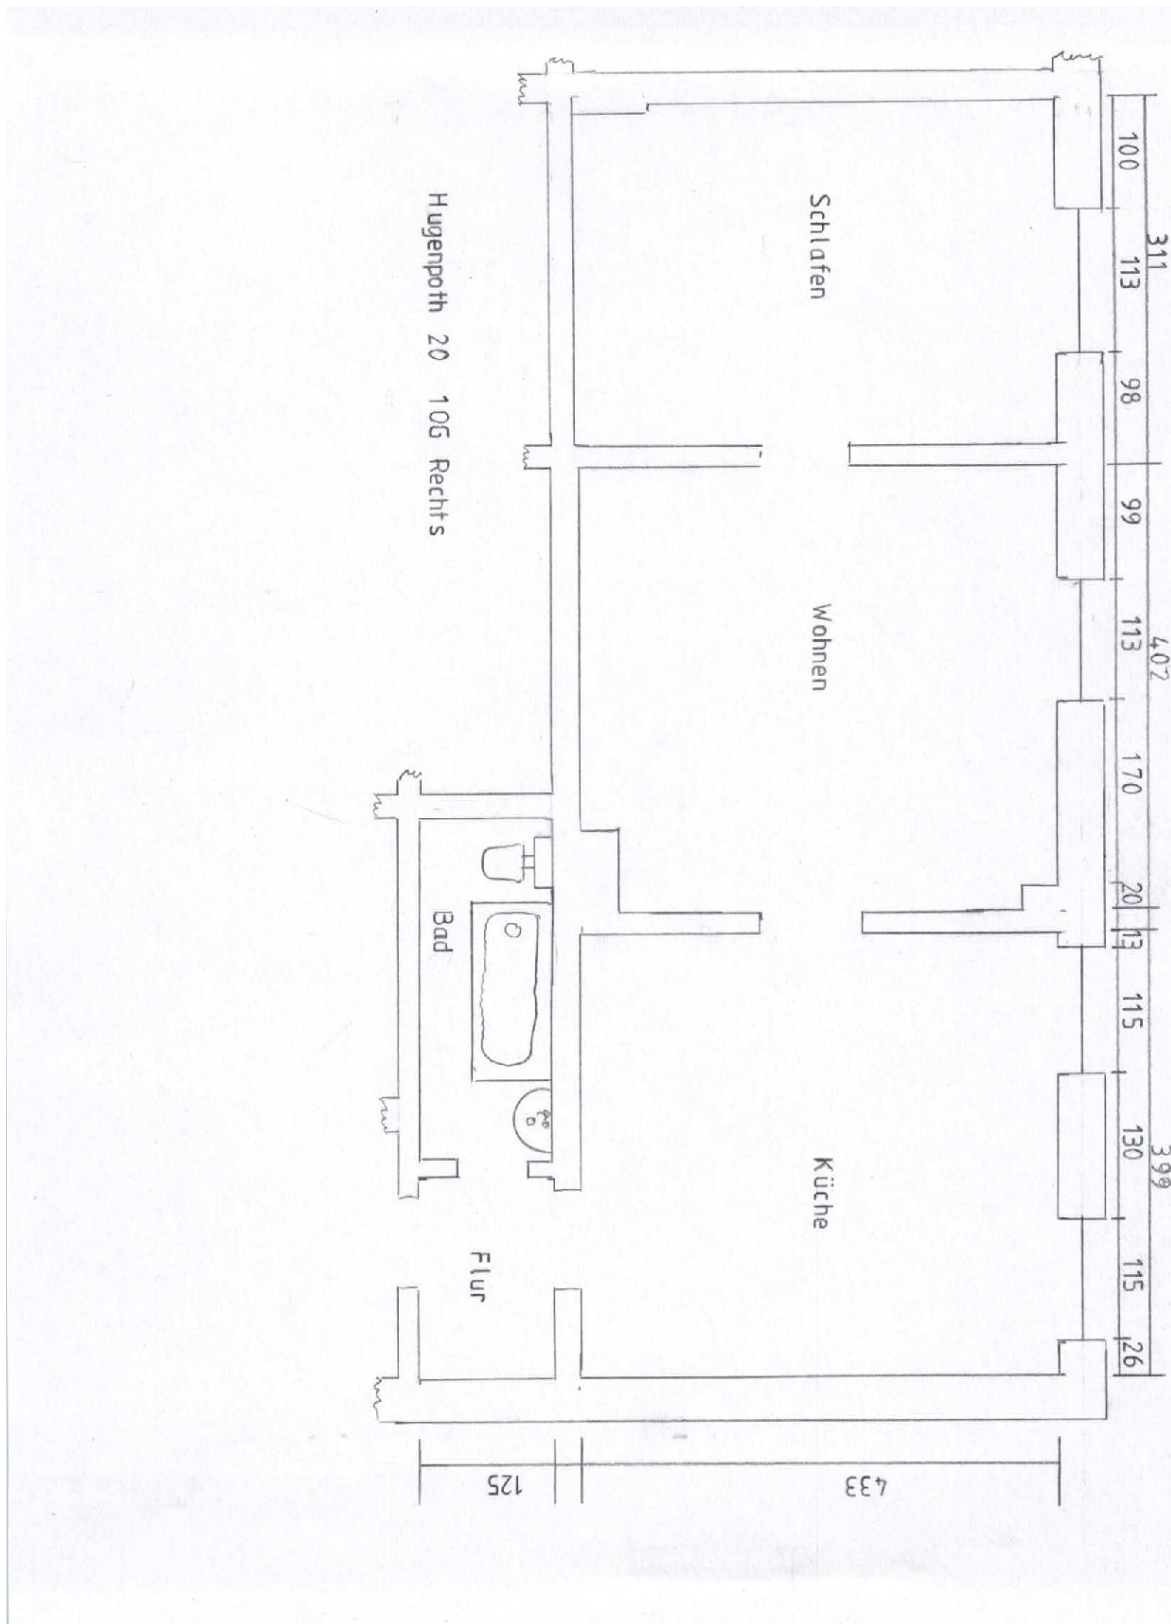 311 402 399
100 113 98 99 113 170 20 13 115 130 115 26
Schlafen
Wohnen
Küche
433
125
Flur
Bad
Hugenpoth 20 1OG Rechts